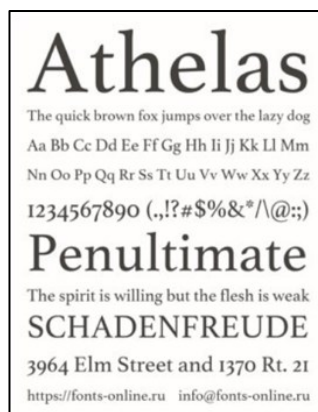 Athelas
The quick brown fox jumps over the lazy dog
Aa Bb Cc Dd Ee Ff Gg Hh Ii Jj Kk Ll Mm
Nn Oo Pp Qq Rr Ss Tt Uu Vv Ww Xx Yy Zz
1234567890 (.,!?#$%&*/\@:;)
Penultimate
The spirit is willing but the flesh is weak
SCHADENFREUDE
3964 Elm Street and 1370 Rt. 21
https://fonts-online.ru info@fonts-online.ru